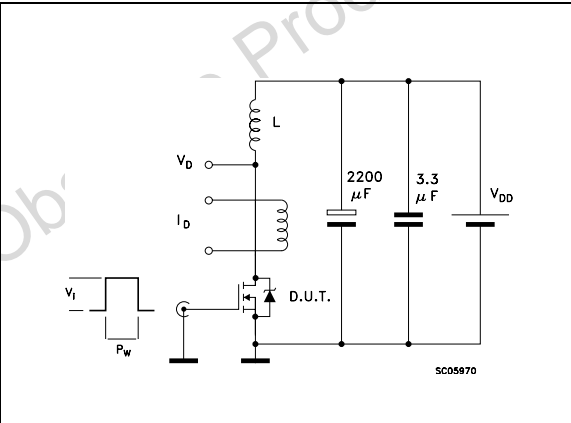 L
V_D
2200
μF
3.3
μF
V_DD
I_D
D.U.T.
V_i
P_W
SC05970